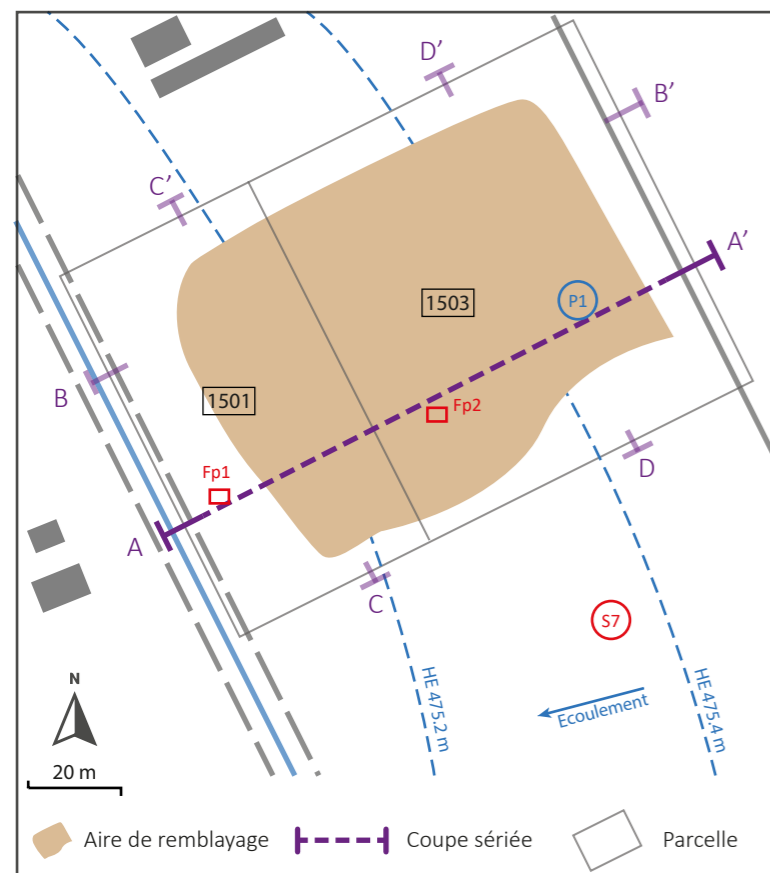 D’
B’
C’
A’
P1
1503
B
1501
Fp2
Fp1
D
A
C
S7
HE 475.2 m
HE 475.4 m
Ecoulement
N
20 m
Aire de remblayage
Coupe sériée
Parcelle